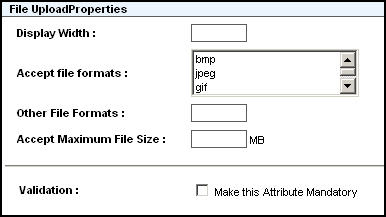 File UploadProperties
Display Width :
Accept file formats :
bmp
jpeg
gif
Other File Formats :
Accept Maximum File Size : MB
Validation : Make this Attribute Mandatory